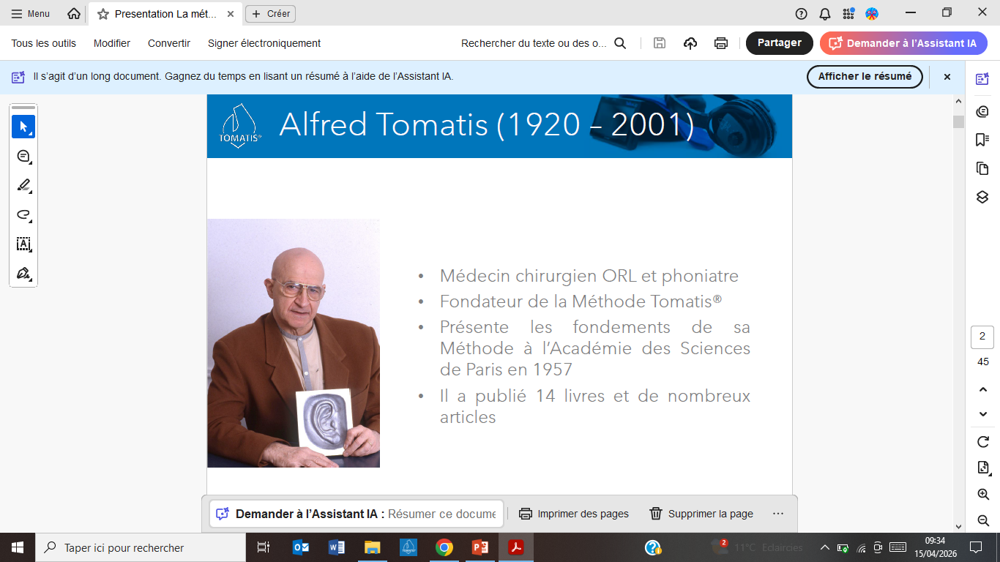 Menu
Presentation La mét...
Créer
Tous les outils
Modifier
Convertir
Signer électroniquement
Rechercher du texte ou des o...
Partager
Demander à l'Assistant IA
Il s'agit d'un long document. Gagnez du temps en lisant un résumé à l'aide de l'Assistant IA.
Afficher le résumé
TOMATIS®
Alfred Tomatis (1920 – 2001)
• Médecin chirurgien ORL et phoniatre
• Fondateur de la Méthode Tomatis®
• Présente les fondements de sa
Méthode à l'Académie des Sciences
de Paris en 1957
• Il a publié 14 livres et de nombreux
articles
2
45
Demander à l'Assistant IA : Résumer ce docume
Imprimer des pages
Supprimer la page
Taper ici pour rechercher
TOMATIS
2
11°C Eclaircies
09:34
15/04/2026